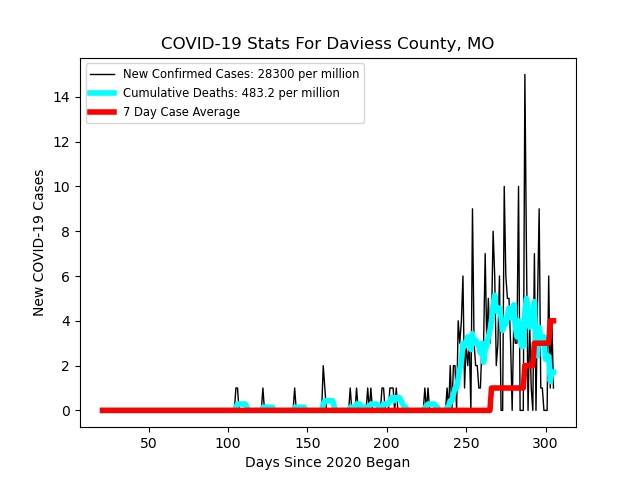 COVID-19 Stats For Daviess County, MO
New Confirmed Cases: 28300 per million
Cumulative Deaths: 483.2 per million
7 Day Case Average
New COVID-19 Cases
14
12
10
8
6
4
2
0
50 100 150 200 250 300
Days Since 2020 Began